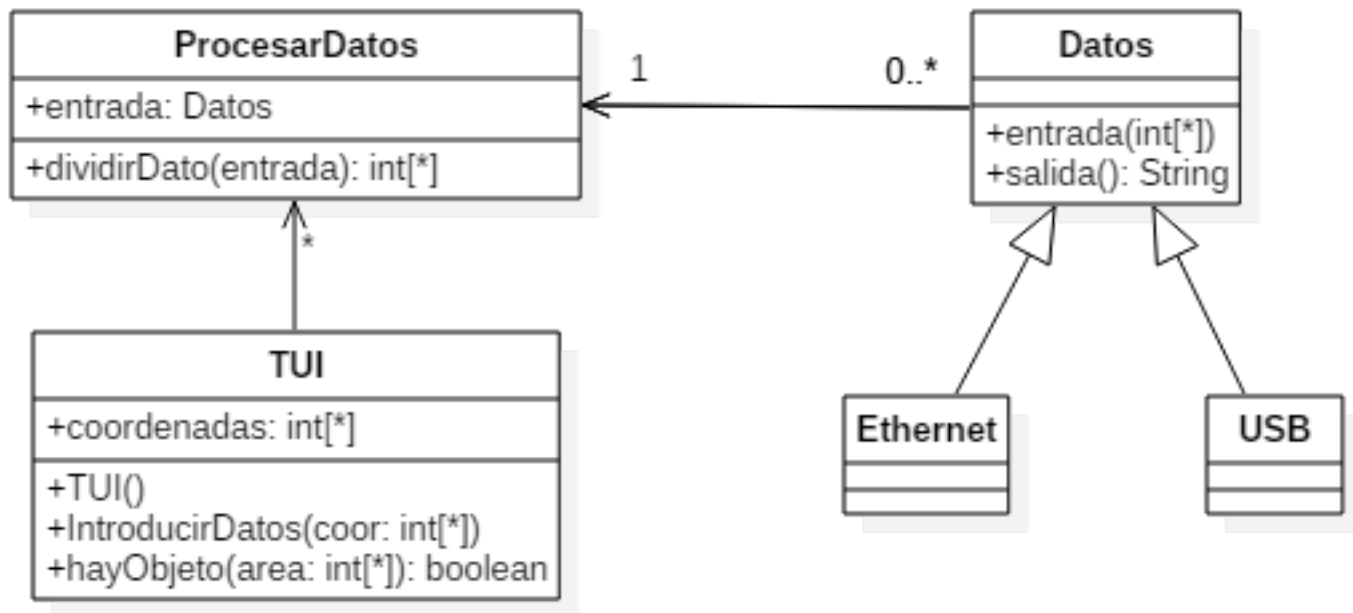 ProcesarDatos
+entrada: Datos
+dividirDato(entrada): int[*]
1
0..*
Datos
+entrada(int[*])
+salida(): String
*
TUI
+coordenadas: int[*]
+TUI()
+IntroducirDatos(coor: int[*])
+hayObjeto(area: int[*]): boolean
Ethernet
USB